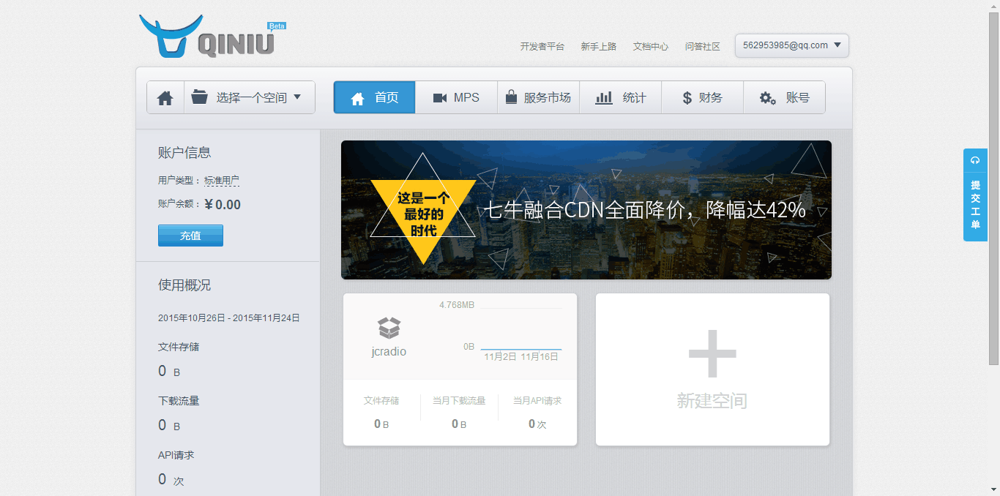 QINIU Beta
开发者平台 新手上路 文档中心 问答社区 562953985@qq.com
选择一个空间 首页 MPS 服务市场 统计 财务 账号
账户信息
用户类型：标准用户
账户余额：¥0.00
充值
使用概况
2015年10月26日 - 2015年11月24日
文件存储
0 B
下载流量
0 B
API请求
0 次
这是一个
最好的
时代
七牛融合CDN全面降价，降幅达42%
jcradio
4.768MB
0B
11月2日 11月16日
文件存储 当月下载流量 当月API请求
0 B 0 B 0 次
新建空间
提交工单